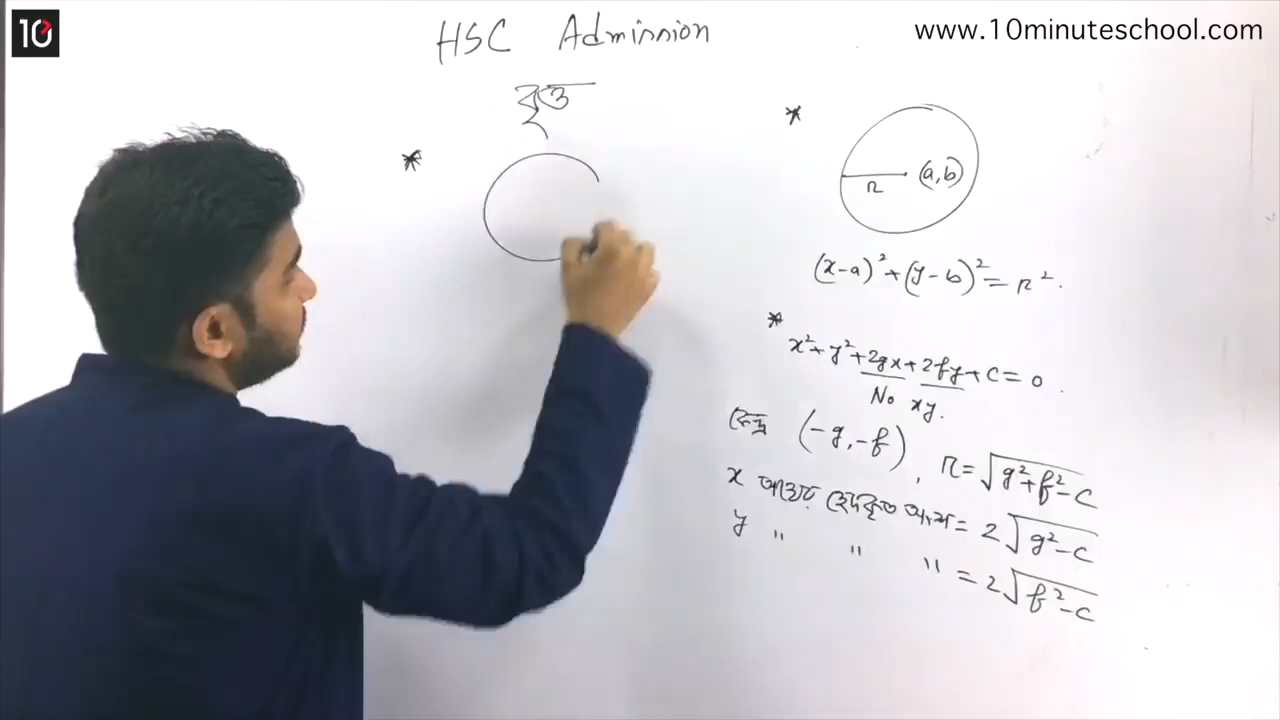 10
www.10minuteschool.com
HSC Admission
বৃত্ত
*
*
(a,b)
r
(x-a)²+(y-b)²=r².
*
x²+y²+2gx+2fy+c=0.
No xy.
কেন্দ্র (-g,-f), r=√(g²+f²-c)
x অক্ষের ছেদকৃত অংশ = 2√(g²-c)
y " " " = 2√(f²-c)